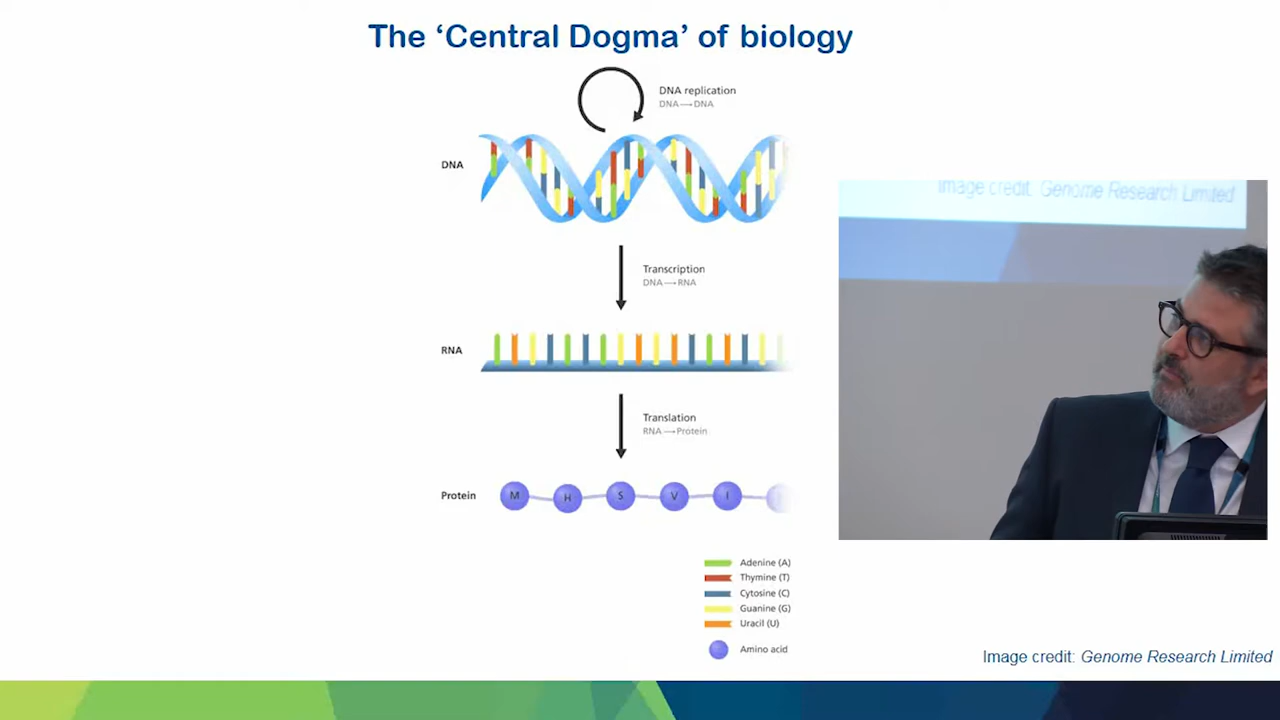 The ‘Central Dogma’ of biology
DNA replication
DNA → DNA
DNA
Image credit: Genome Research Limited
Transcription
DNA → RNA
RNA
Translation
RNA → Protein
Protein
M H S V I
Adenine (A)
Thymine (T)
Cytosine (C)
Guanine (G)
Uracil (U)
Amino acid
Image credit: Genome Research Limited